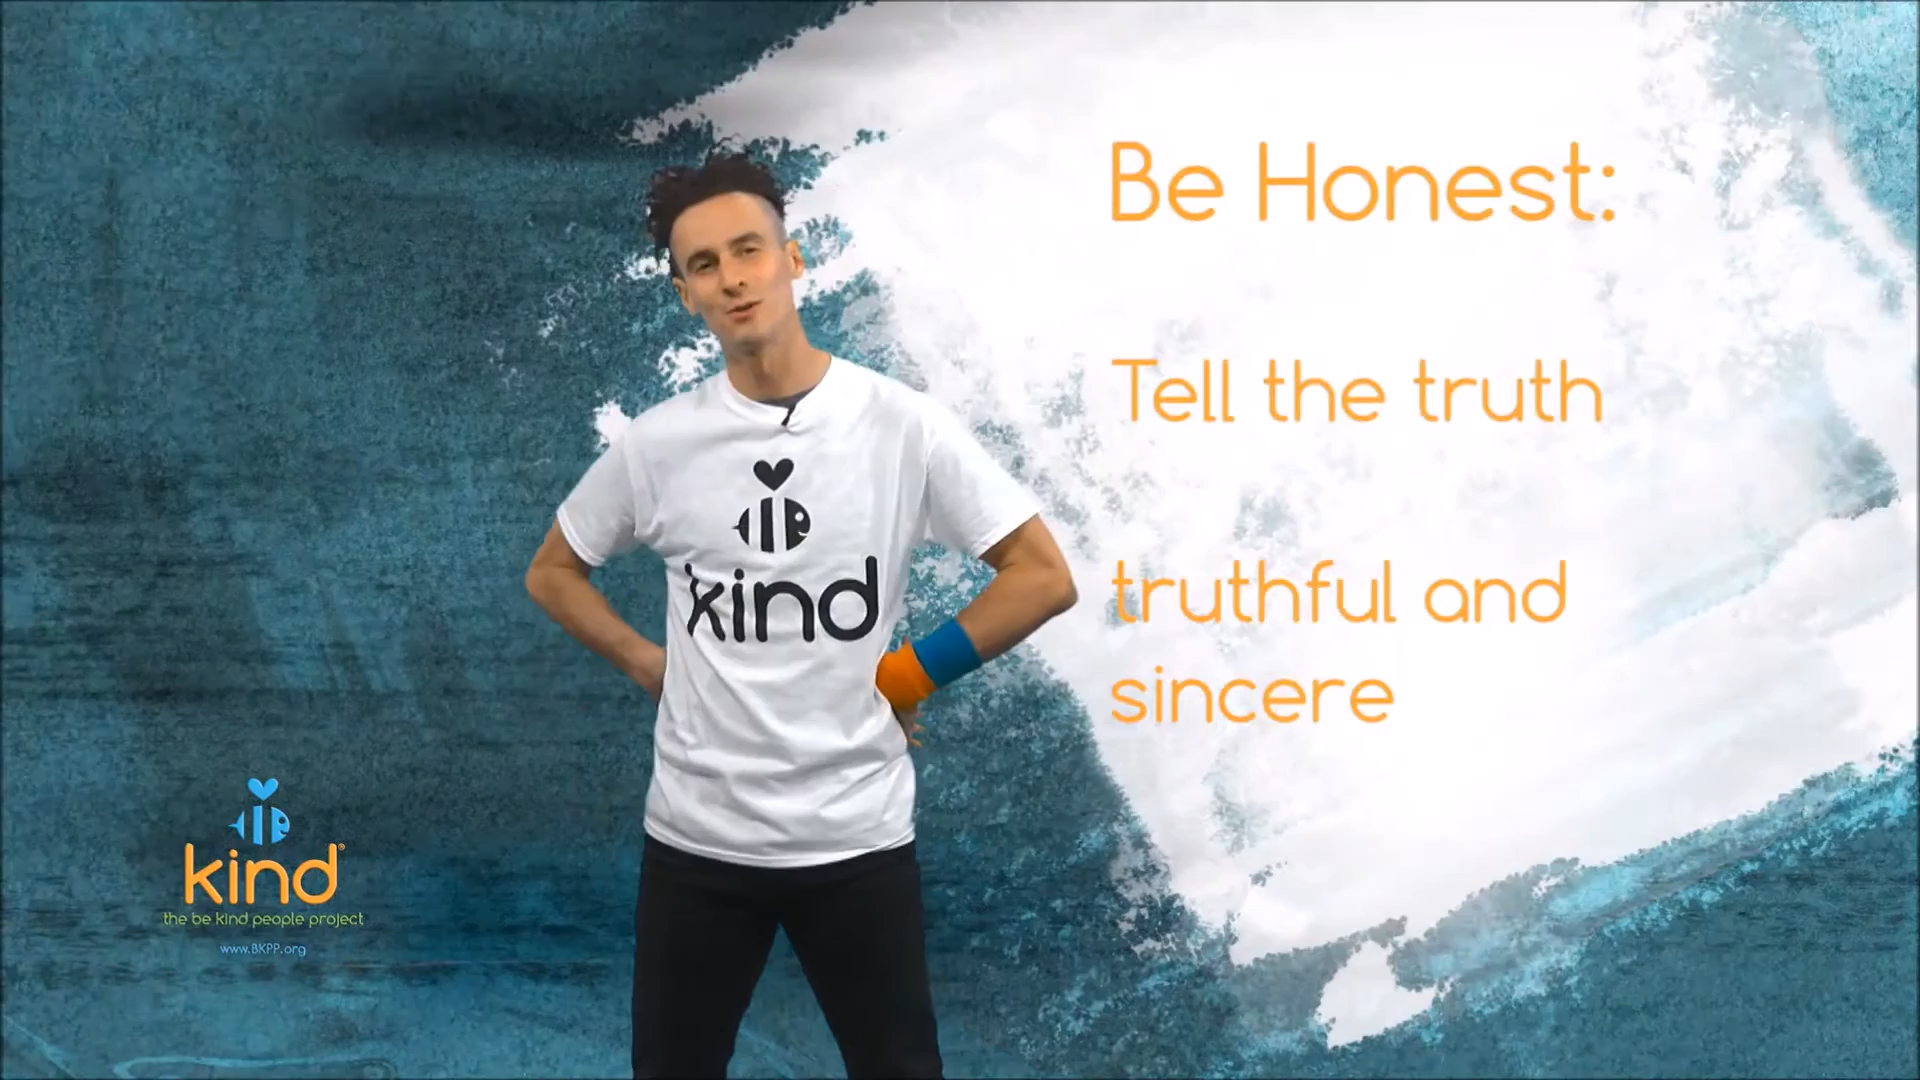 Be Honest:
Tell the truth
truthful and
sincere
kind
kind®
the be kind people project
www.BKPP.org